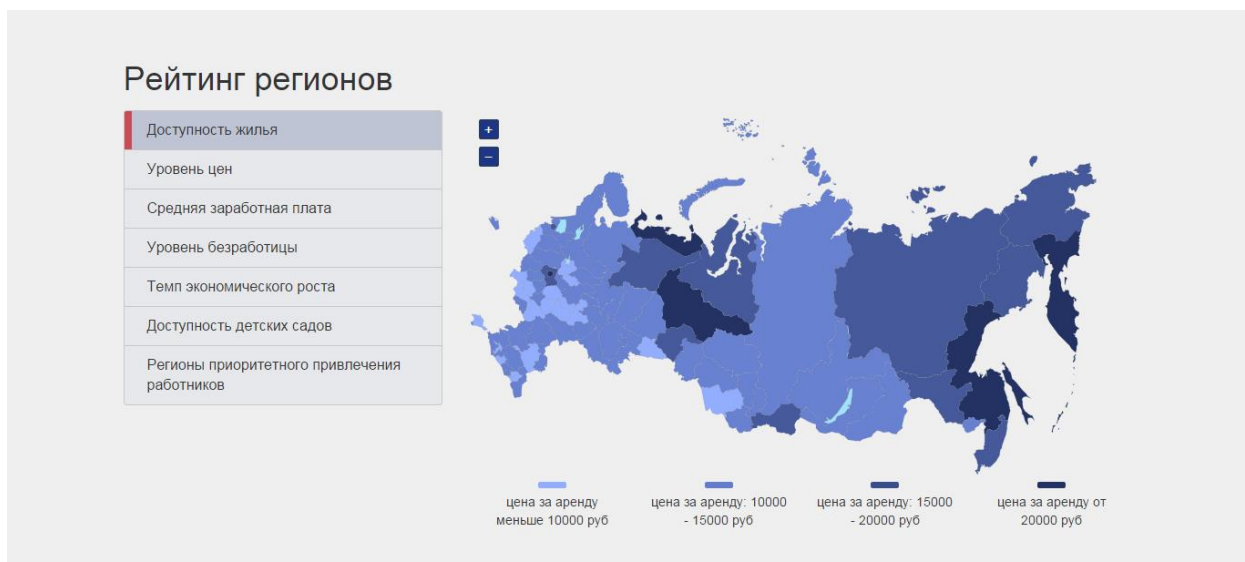 Рейтинг регионов
Доступность жилья
Уровень цен
Средняя заработная плата
Уровень безработицы
Темп экономического роста
Доступность детских садов
Регионы приоритетного привлечения
работников
+
–
цена за аренду
меньше 10000 руб
цена за аренду: 10000
- 15000 руб
цена за аренду: 15000
- 20000 руб
цена за аренду от
20000 руб